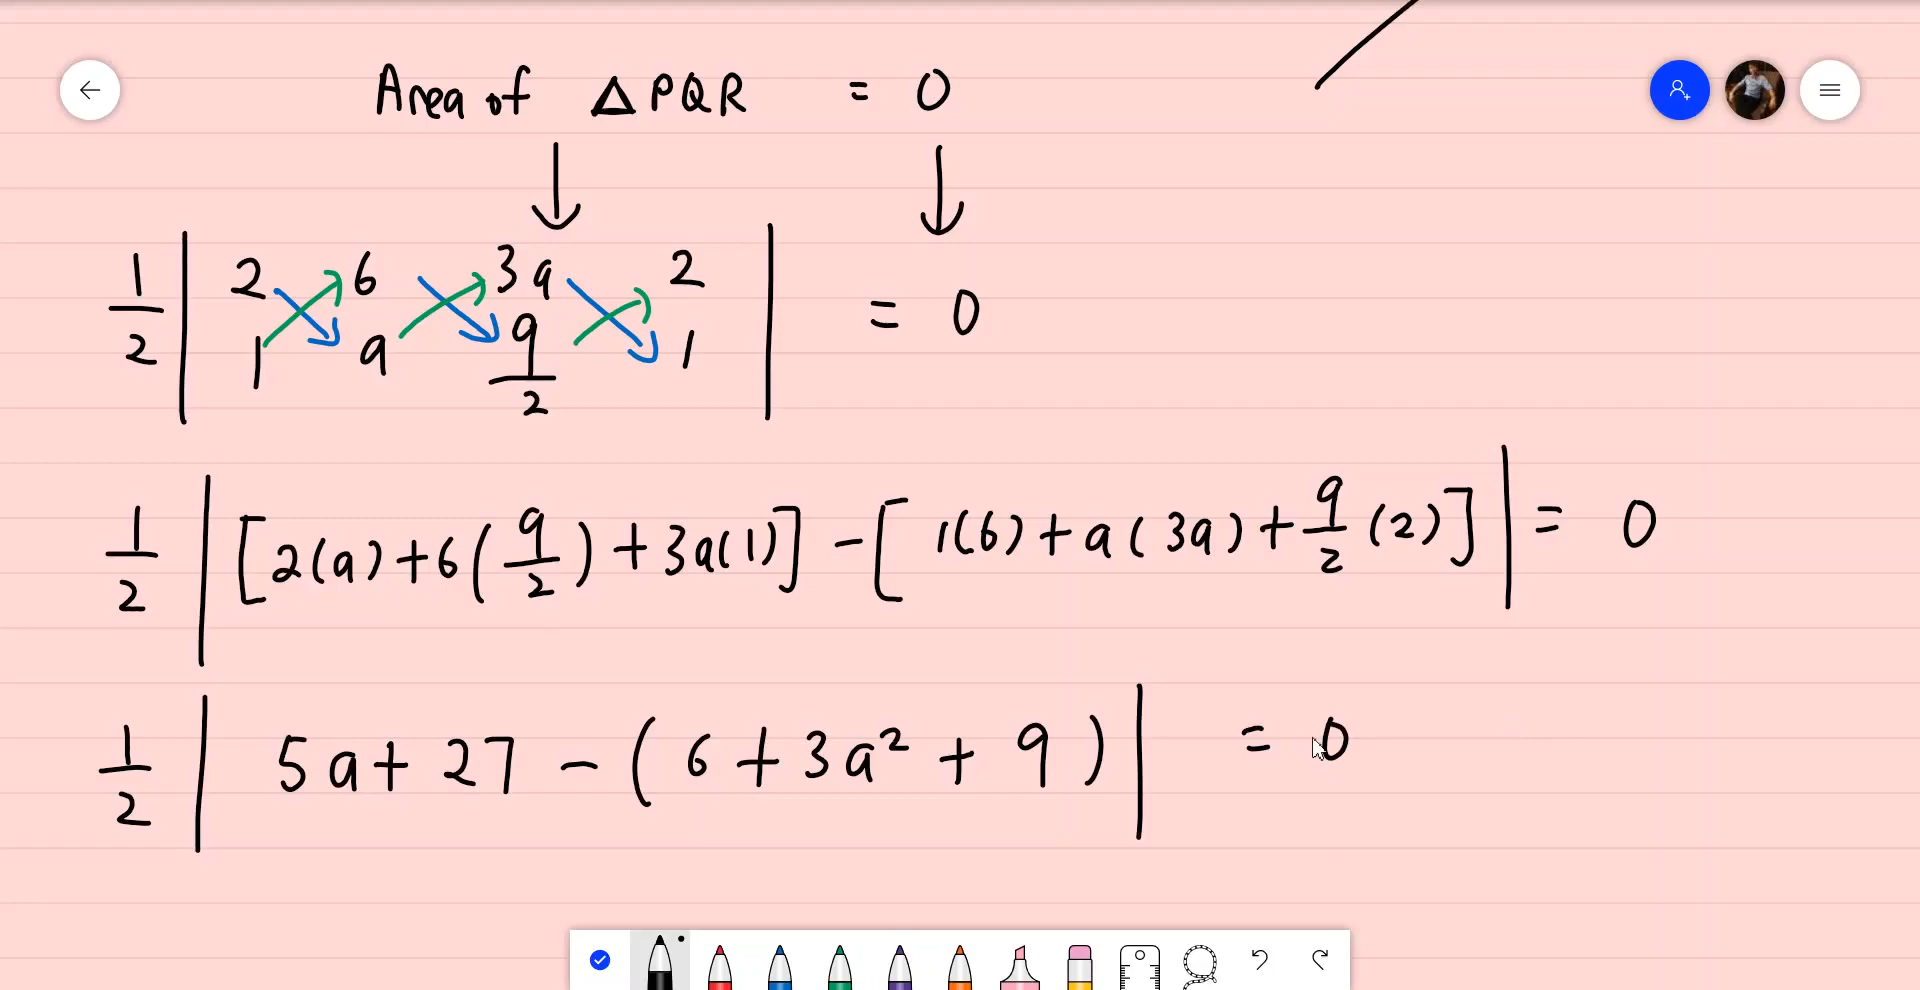 Area of △PQR = 0
1/2 | 2 6 3a 2 | = 0
1 a 9/2 1
1/2 | [2(a)+6(9/2)+3a(1)] - [1(6)+a(3a)+9/2(2)] | = 0
1/2 | 5a + 27 - (6 + 3a² + 9) | = 0